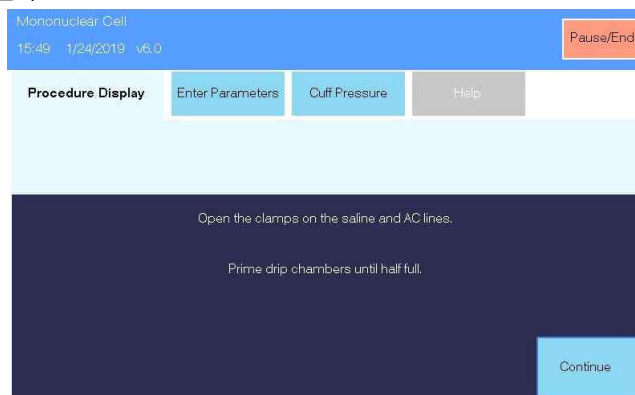 Mononuclear Cell
15:49 1/24/2019 v6.0
Pause/End
Procedure Display
Enter Parameters
Cuff Pressure
Help
Open the clamps on the saline and AC lines.
Prime drip chambers until half full.
Continue